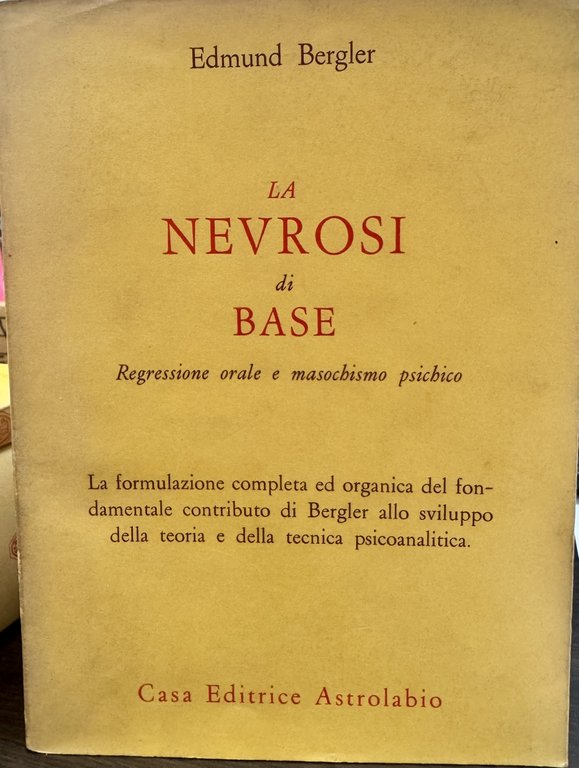 Edmund Bergler
LA
NEVROSI
di
BASE
Regressione orale e masochismo psichico
La formulazione completa ed organica del fon-
damentale contributo di Bergler allo sviluppo
della teoria e della tecnica psicoanalitica.
Casa Editrice Astrolabio